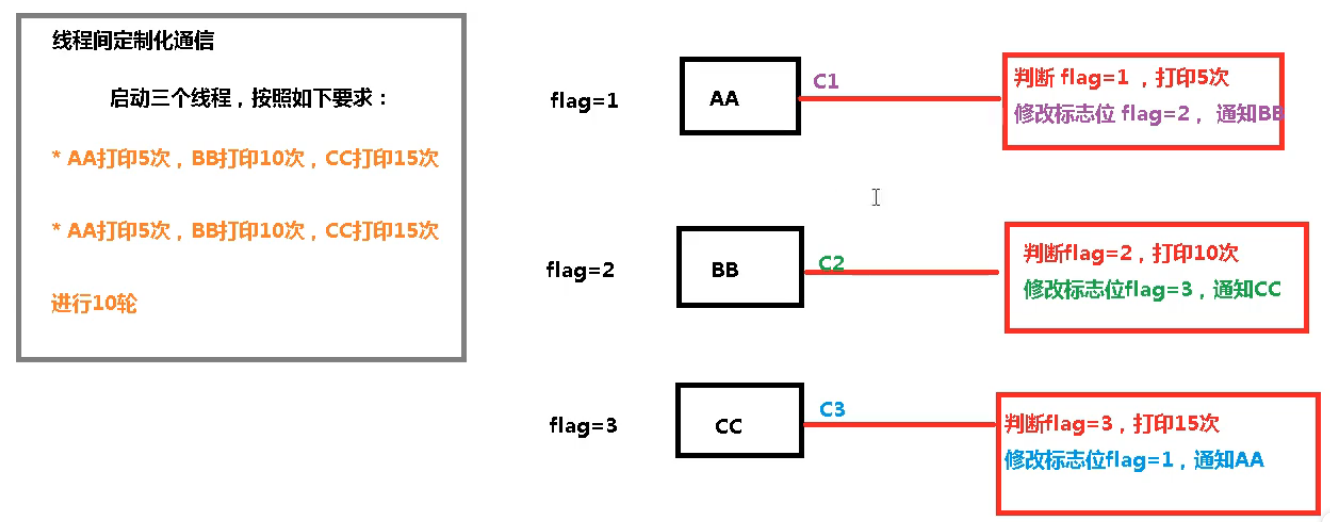 线程间定制化通信
启动三个线程，按照如下要求：
* AA打印5次，BB打印10次，CC打印15次
* AA打印5次，BB打印10次，CC打印15次
进行10轮
flag=1
AA
C1
判断 flag=1 ，打印5次
修改标志位 flag=2， 通知BB
flag=2
BB
C2
判断flag=2，打印10次
修改标志位flag=3，通知CC
flag=3
CC
C3
判断flag=3，打印15次
修改标志位flag=1，通知AA